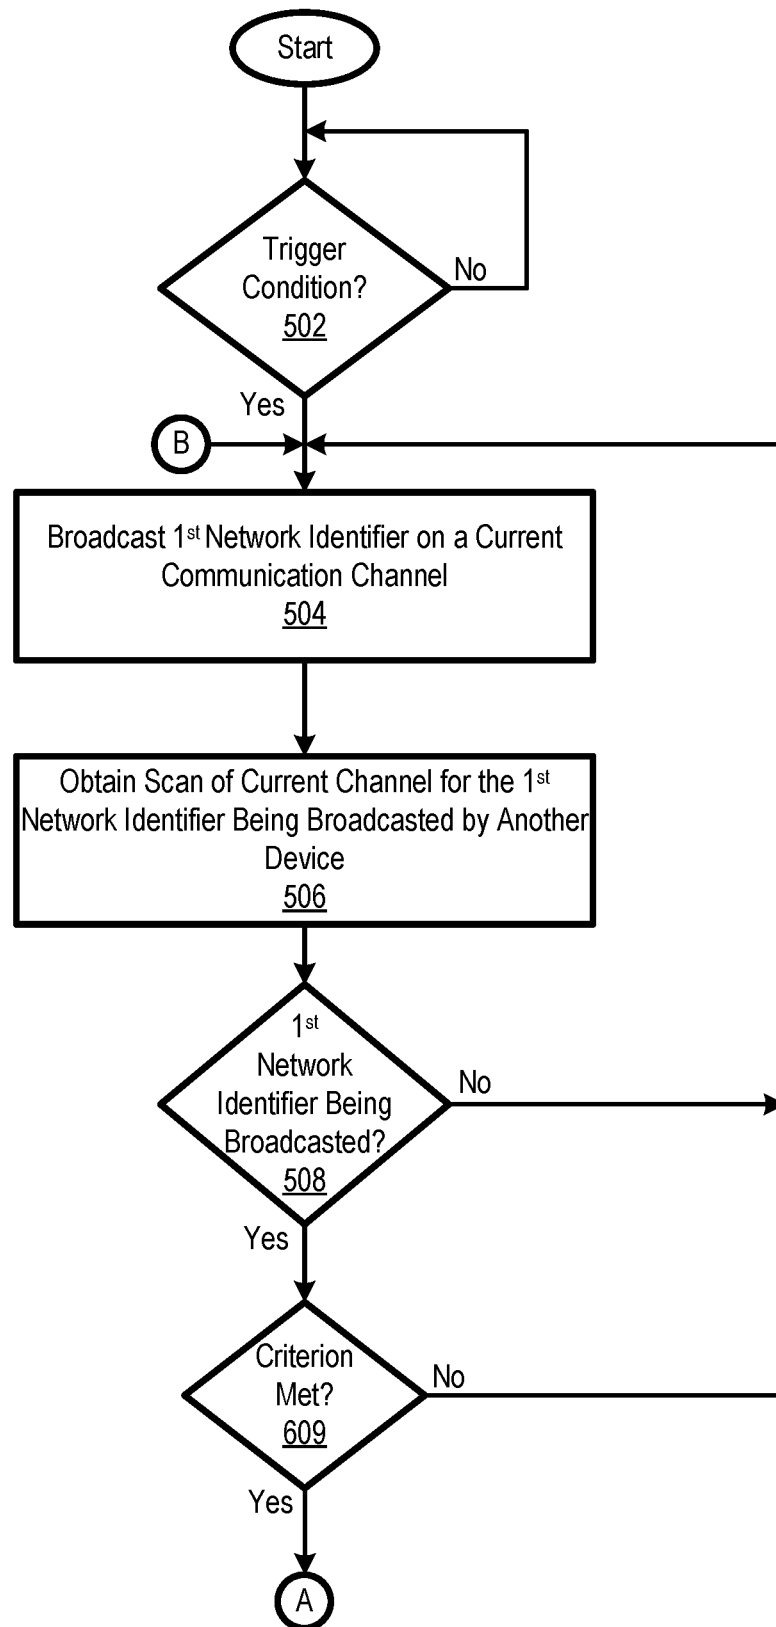 Start
Trigger
Condition?
502
No
Yes
B
Broadcast 1st Network Identifier on a Current
Communication Channel
504
Obtain Scan of Current Channel for the 1st
Network Identifier Being Broadcasted by Another
Device
506
1st
Network
Identifier Being
Broadcasted?
508
No
Yes
Criterion
Met?
609
No
Yes
A